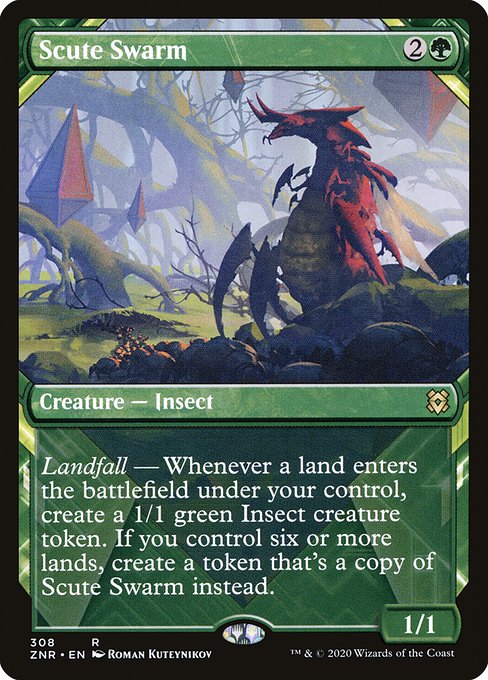 Scute Swarm 2
Creature — Insect
Landfall — Whenever a land enters
the battlefield under your control,
create a 1/1 green Insect creature
token. If you control six or more
lands, create a token that's a copy of
Scute Swarm instead.
1/1
308 R
ZNR • EN Roman Kuteynikov
™ & © 2020 Wizards of the Coast